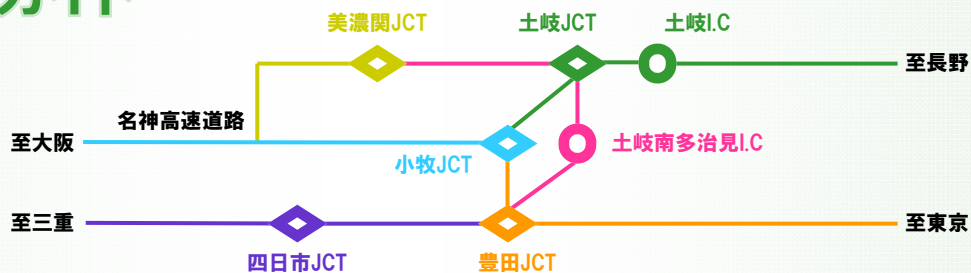 美濃関JCT
土岐JCT
土岐I.C
至長野
名神高速道路
至大阪
小牧JCT
土岐南多治見I.C
至三重
至東京
四日市JCT
豊田JCT